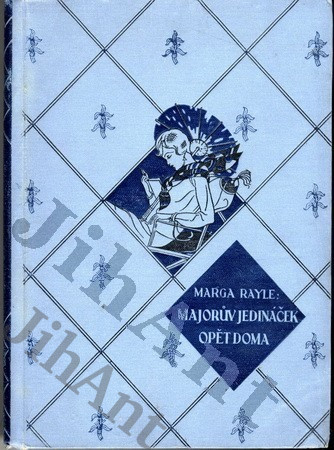 MARGA RAYLE:
MAJORŮV JEDINÁČEK
OPĚT DOMA
JihAnt
JihAnt